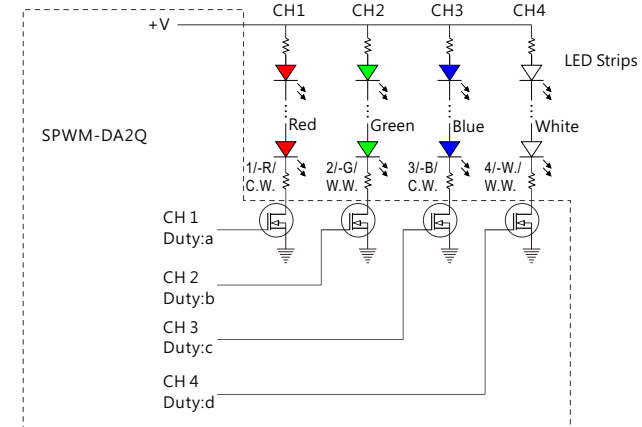 CH1 CH2 CH3 CH4
+V
LED Strips
SPWM-DA2Q
Red Green Blue White
1/-R/ 2/-G/ 3/-B/ 4/-W./
C.W. W.W. C.W. W.W.
CH 1
Duty:a
CH 2
Duty:b
CH 3
Duty:c
CH 4
Duty:d